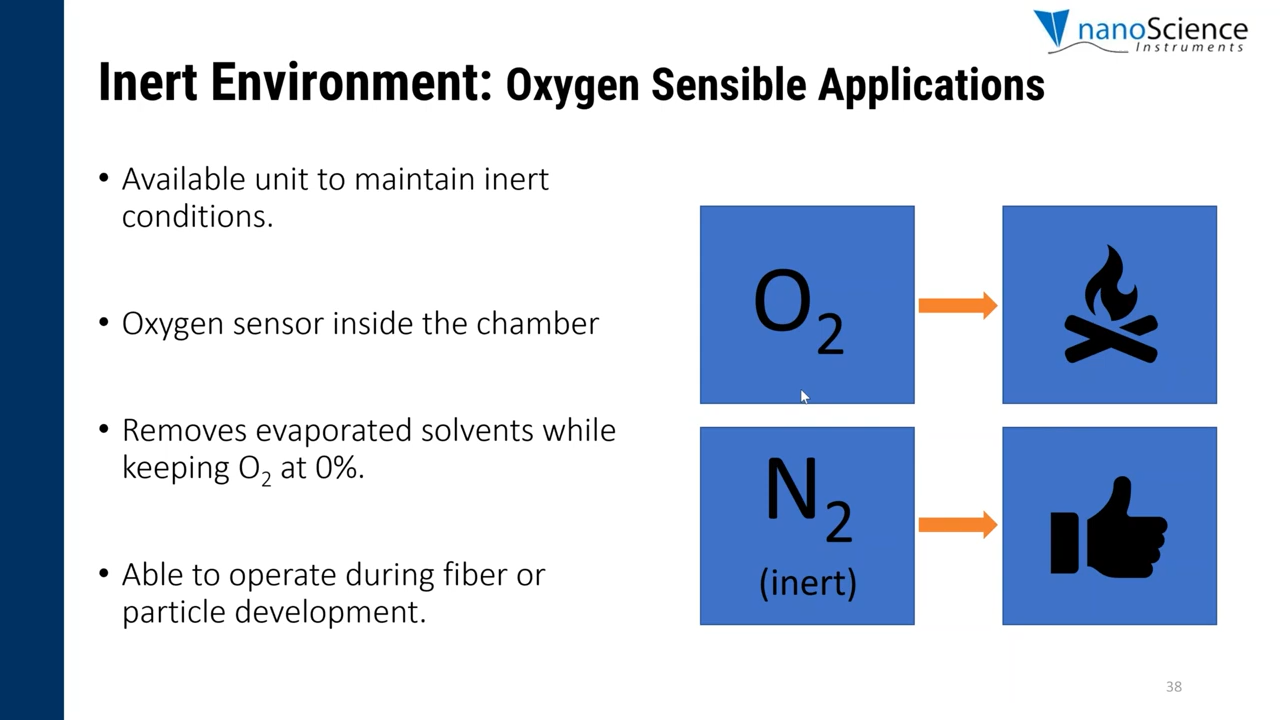 nanoScience
Instruments
Inert Environment: Oxygen Sensible Applications
• Available unit to maintain inert
conditions.
• Oxygen sensor inside the chamber
• Removes evaporated solvents while
keeping O₂ at 0%.
• Able to operate during fiber or
particle development.
O₂
N₂
(inert)
38